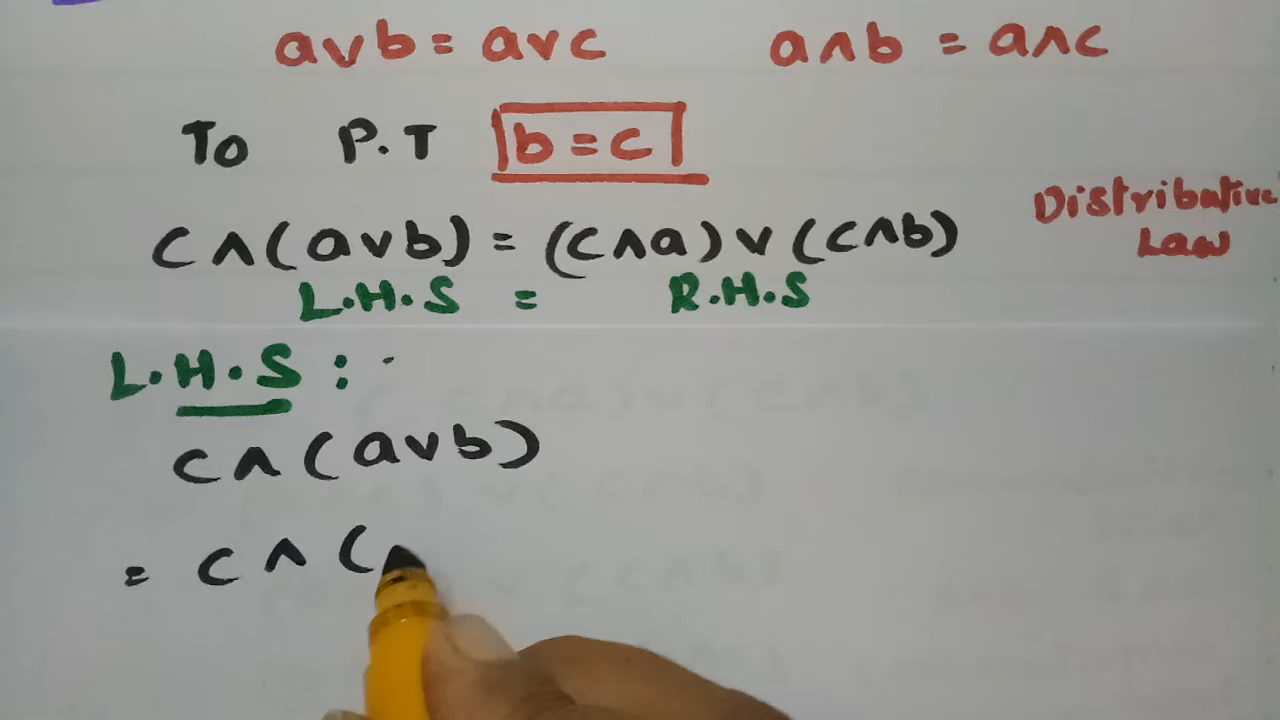 a∨b = a∨c a∧b = a∧c
To P.T b = c
C∧(a∨b) = (C∧a)∨(C∧b) Distributive Law
L.H.S = R.H.S
L.H.S :
C∧(a∨b)
= C∧(